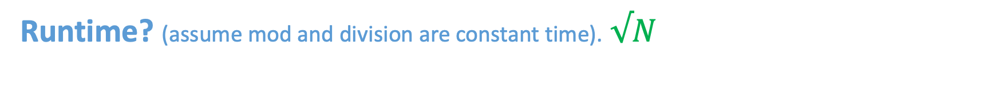 Runtime? (assume mod and division are constant time). √N